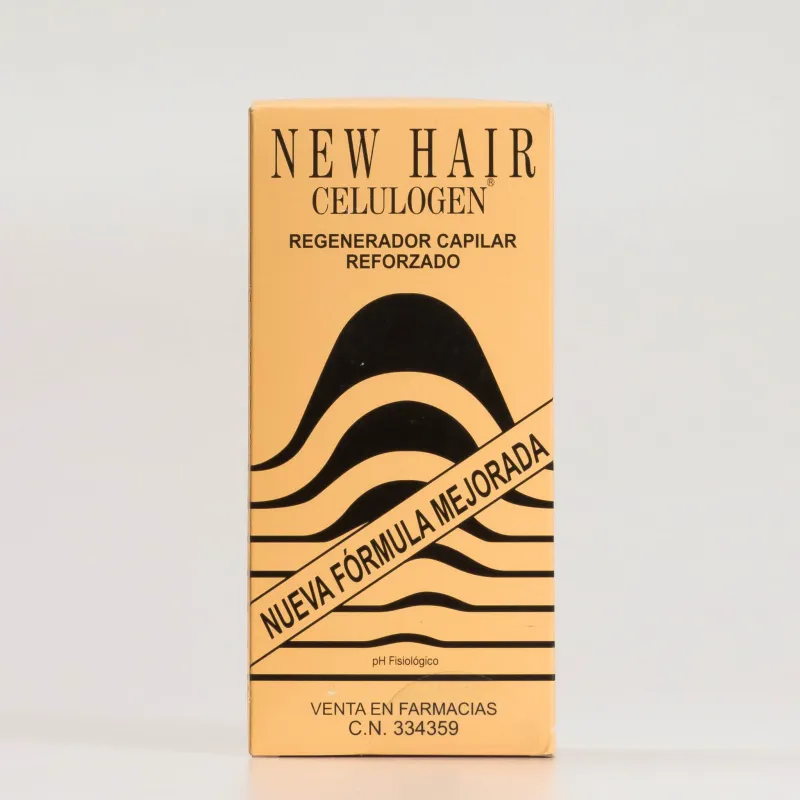 NEW HAIR
CELULOGEN®
REGENERADOR CAPILAR
REFORZADO
NUEVA FÓRMULA MEJORADA
pH Fisiológico
VENTA EN FARMACIAS
C.N. 334359